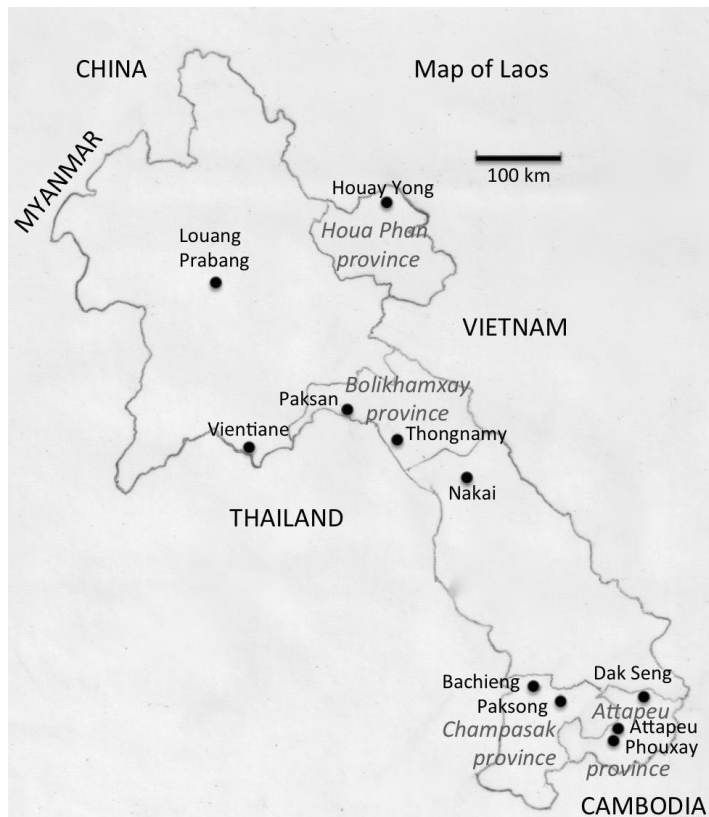 CHINA
Map of Laos
MYANMAR
100 km
Houay Yong
Houa Phan
province
Louang
Prabang
VIETNAM
Bolikhamxay
province
Paksan
Vientiane
Thongnamy
Nakai
THAILAND
Bachieng
Dak Seng
Paksong
Attapeu
Champasak
province
Attapeu
Phouxay
province
CAMBODIA